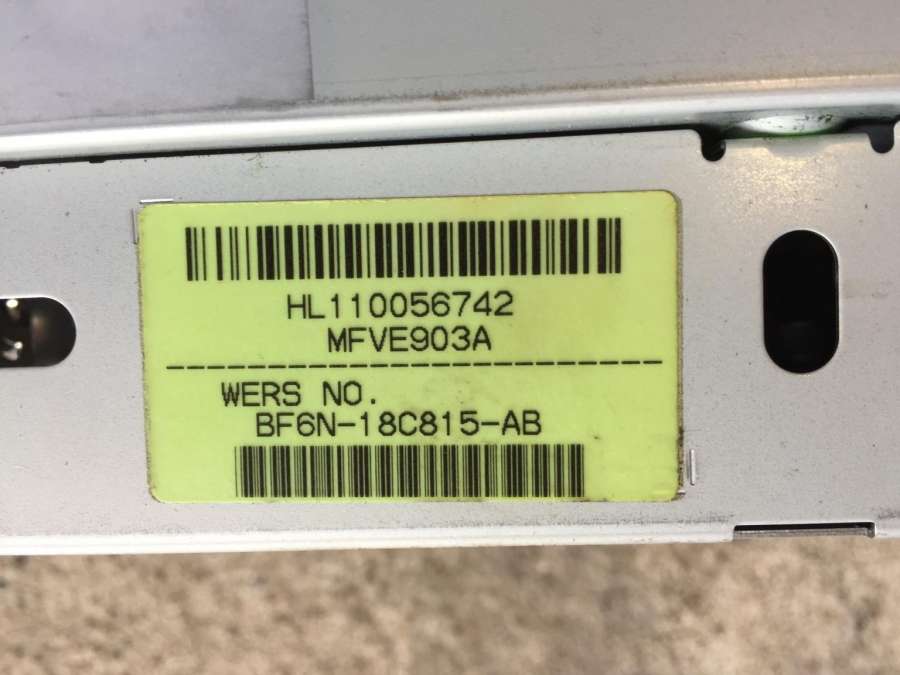 HL110056742
MFVE903A
WERS NO.
BF6N-18C815-AB